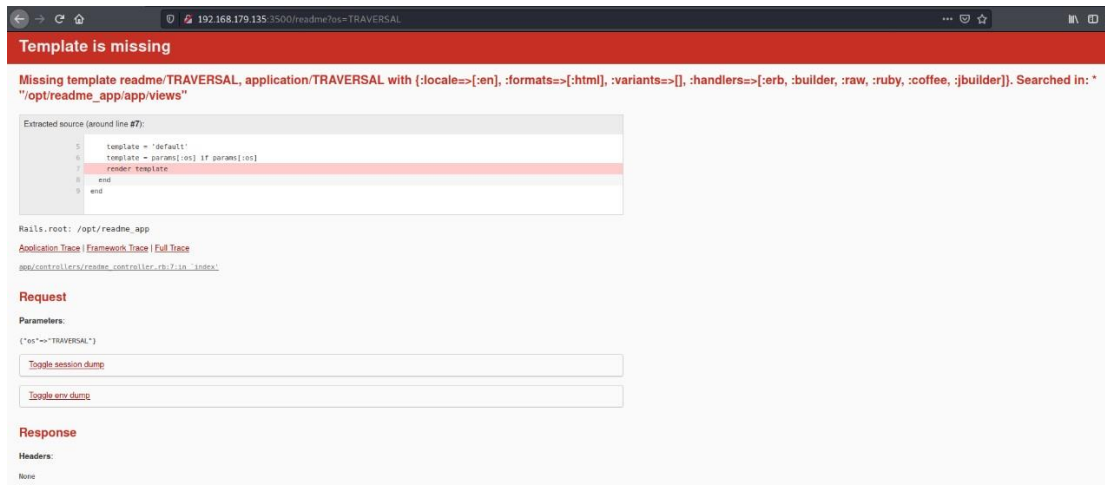 192.168.179.135:3500/readme?os=TRAVERSAL
Template is missing
Missing template readme/TRAVERSAL, application/TRAVERSAL with {:locale=>[:en], :formats=>[:html], :variants=>[], :handlers=>[:erb, :builder, :raw, :ruby, :coffee, :jbuilder]}. Searched in: *
"/opt/readme_app/app/views"
Extracted source (around line #7):
5 template = 'default'
6 template = params[:os] if params[:os]
7 render template
8 end
9 end
Rails.root: /opt/readme_app
Application Trace | Framework Trace | Full Trace
app/controllers/readme_controller.rb:7:in `index'
Request
Parameters:
{"os"=>"TRAVERSAL"}
Toggle session dump
Toggle env dump
Response
Headers:
None